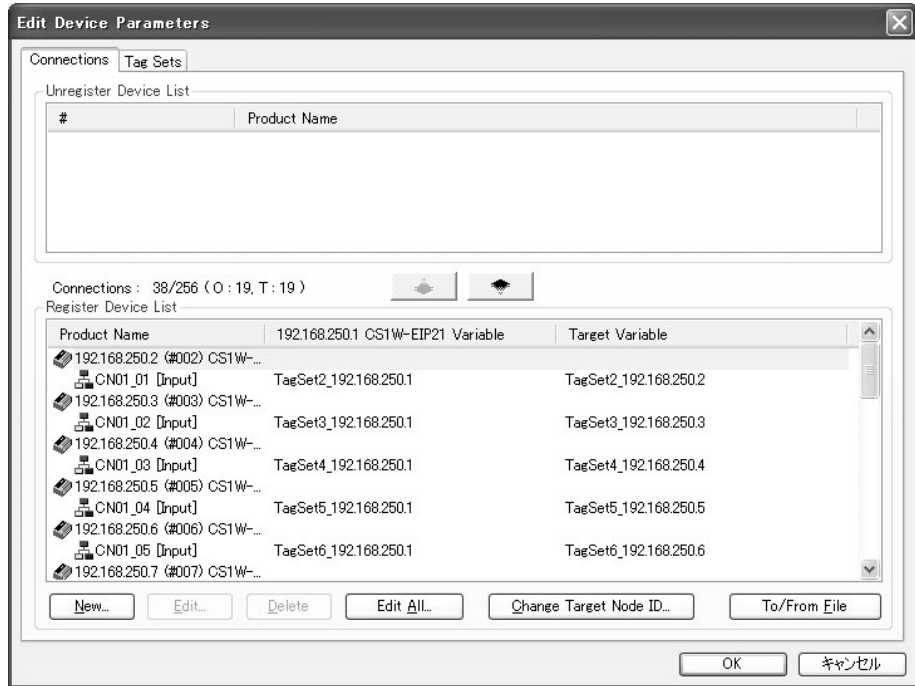 Edit Device Parameters
Connections Tag Sets
Unregister Device List
# Product Name
Connections : 38/256 ( O : 19, T : 19 )
Register Device List
Product Name 192.168.250.1 CS1W-EIP21 Variable Target Variable
192.168.250.2 (#002) CS1W-...
CN01_01 [Input] TagSet2_192.168.250.1 TagSet2_192.168.250.2
192.168.250.3 (#003) CS1W-...
CN01_02 [Input] TagSet3_192.168.250.1 TagSet3_192.168.250.3
192.168.250.4 (#004) CS1W-...
CN01_03 [Input] TagSet4_192.168.250.1 TagSet4_192.168.250.4
192.168.250.5 (#005) CS1W-...
CN01_04 [Input] TagSet5_192.168.250.1 TagSet5_192.168.250.5
192.168.250.6 (#006) CS1W-...
CN01_05 [Input] TagSet6_192.168.250.1 TagSet6_192.168.250.6
192.168.250.7 (#007) CS1W-...
New... Edit... Delete Edit All... Change Target Node ID... To/From File
OK キャンセル